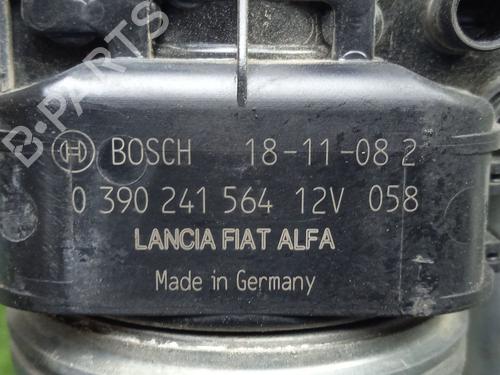 BOSCH 18-11-08 2
0 390 241 564 12V 058
LANCIA FIAT ALFA
Made in Germany
B-PARTS